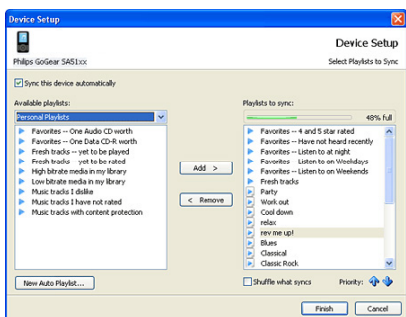 Device Setup
Device Setup
Philips GoGear SA51xx
Select Playlists to Sync
Sync this device automatically
Available playlists:
Personal Playlists
Favorites -- One Audio CD worth
Favorites -- One Data CD-R worth
Fresh tracks -- yet to be played
Fresh tracks -- yet to be rated
High bitrate media in my library
Low bitrate media in my library
Music tracks I dislike
Music tracks I have not rated
Music tracks with content protection
New Auto Playlist...
Add >
< Remove
Playlists to sync:
48% full
Favorites -- 4 and 5 star rated
Favorites -- Have not heard recently
Favorites -- Listen to at night
Favorites -- Listen to on Weekdays
Favorites -- Listen to on Weekends
Fresh tracks
Party
Work out
Cool down
relax
rev me up!
Blues
Classical
Classic Rock
Shuffle what syncs
Priority:
Finish
Cancel